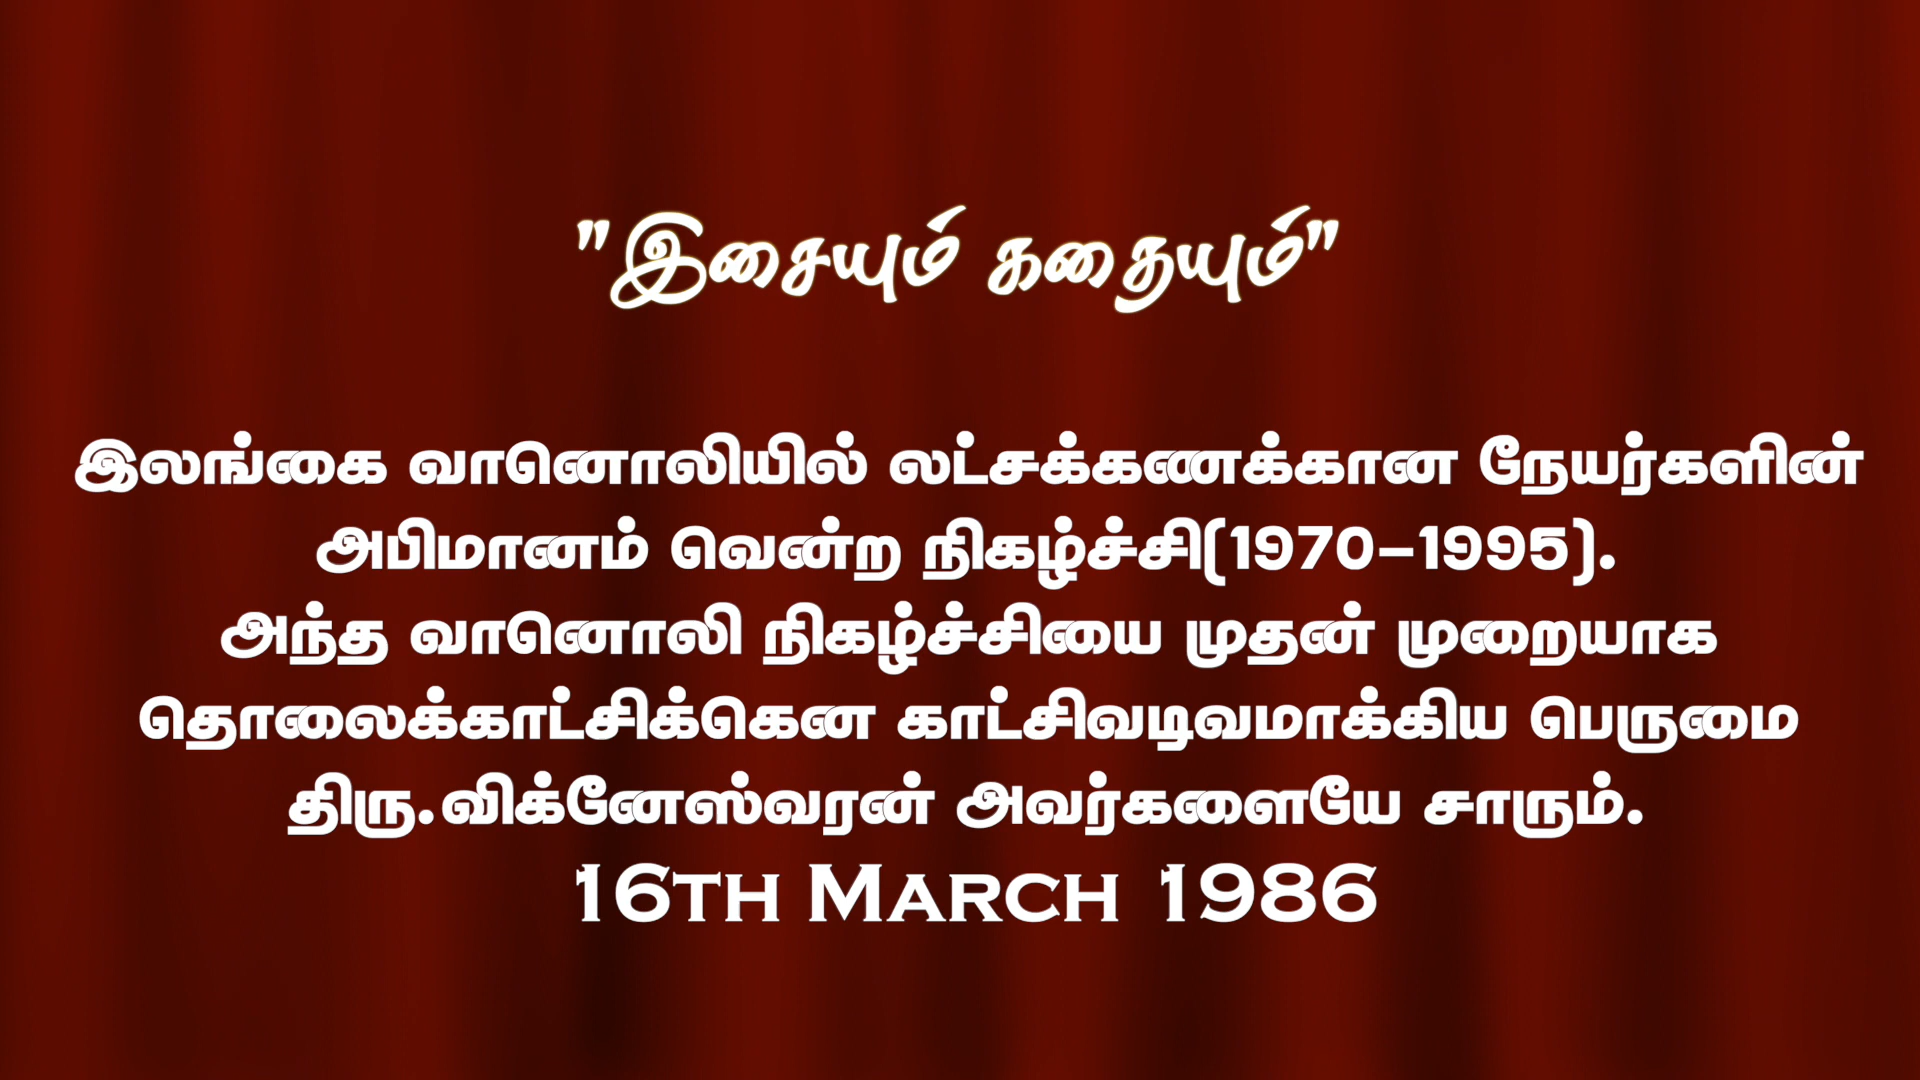 "இசையும் கதையும்"
இலங்கை வானொலியில் லட்சக்கணக்கான நேயர்களின்
அபிமானம் வென்ற நிகழ்ச்சி(1970-1995).
அந்த வானொலி நிகழ்ச்சியை முதன் முறையாக
தொலைக்காட்சிக்கென காட்சிவடிவமாக்கிய பெருமை
திரு.விக்னேஸ்வரன் அவர்களையே சாரும்.
16th March 1986